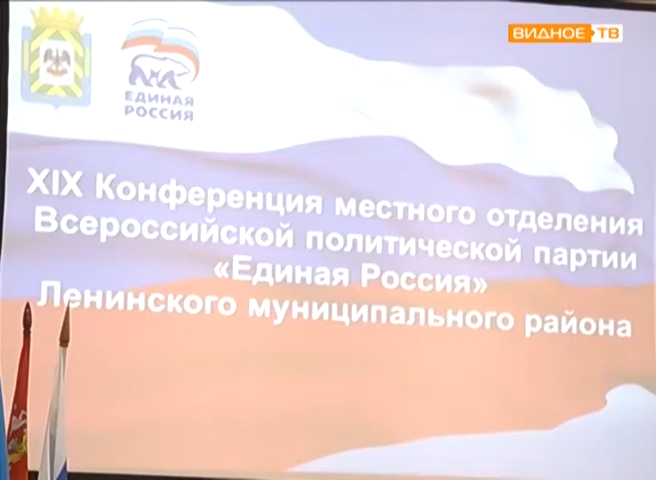 ВИДНОЕ ТВ
ЕДИНАЯ
РОССИЯ
XIX Конференция местного отделения
Всероссийской политической партии
«Единая Россия»
Ленинского муниципального района